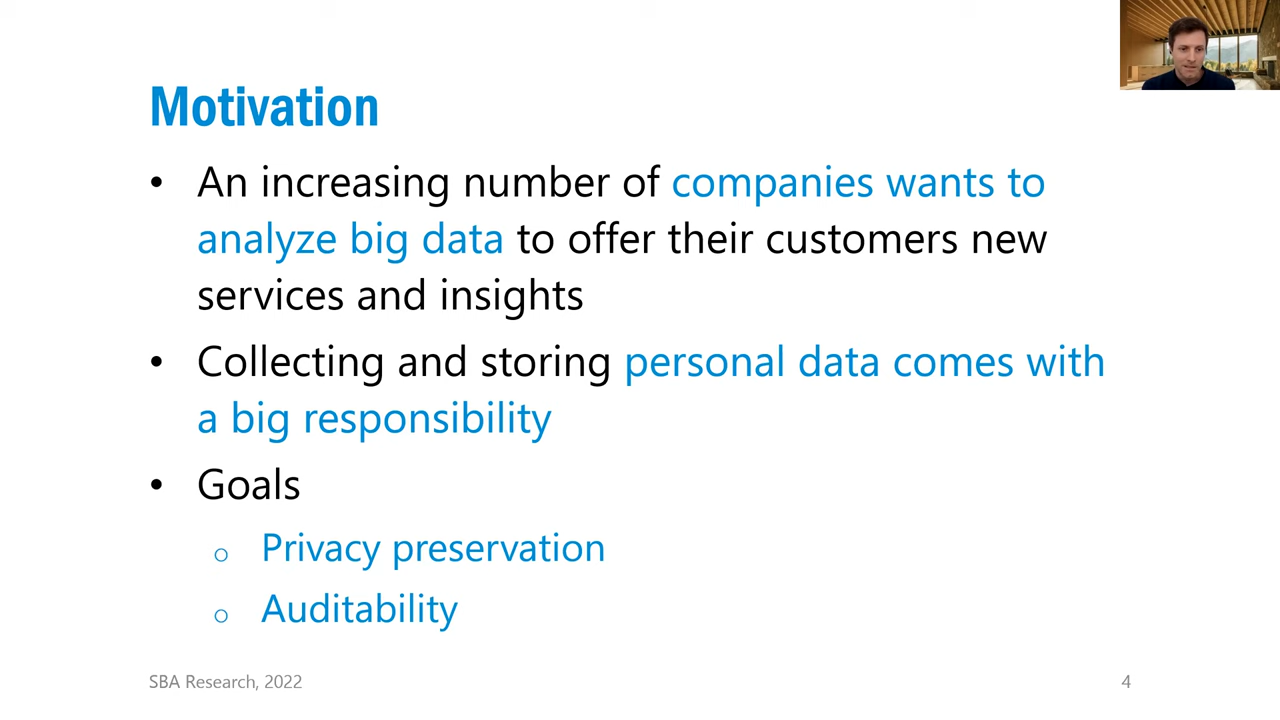 Motivation
• An increasing number of companies wants to
analyze big data to offer their customers new
services and insights
• Collecting and storing personal data comes with
a big responsibility
• Goals
o Privacy preservation
o Auditability
SBA Research, 2022
4